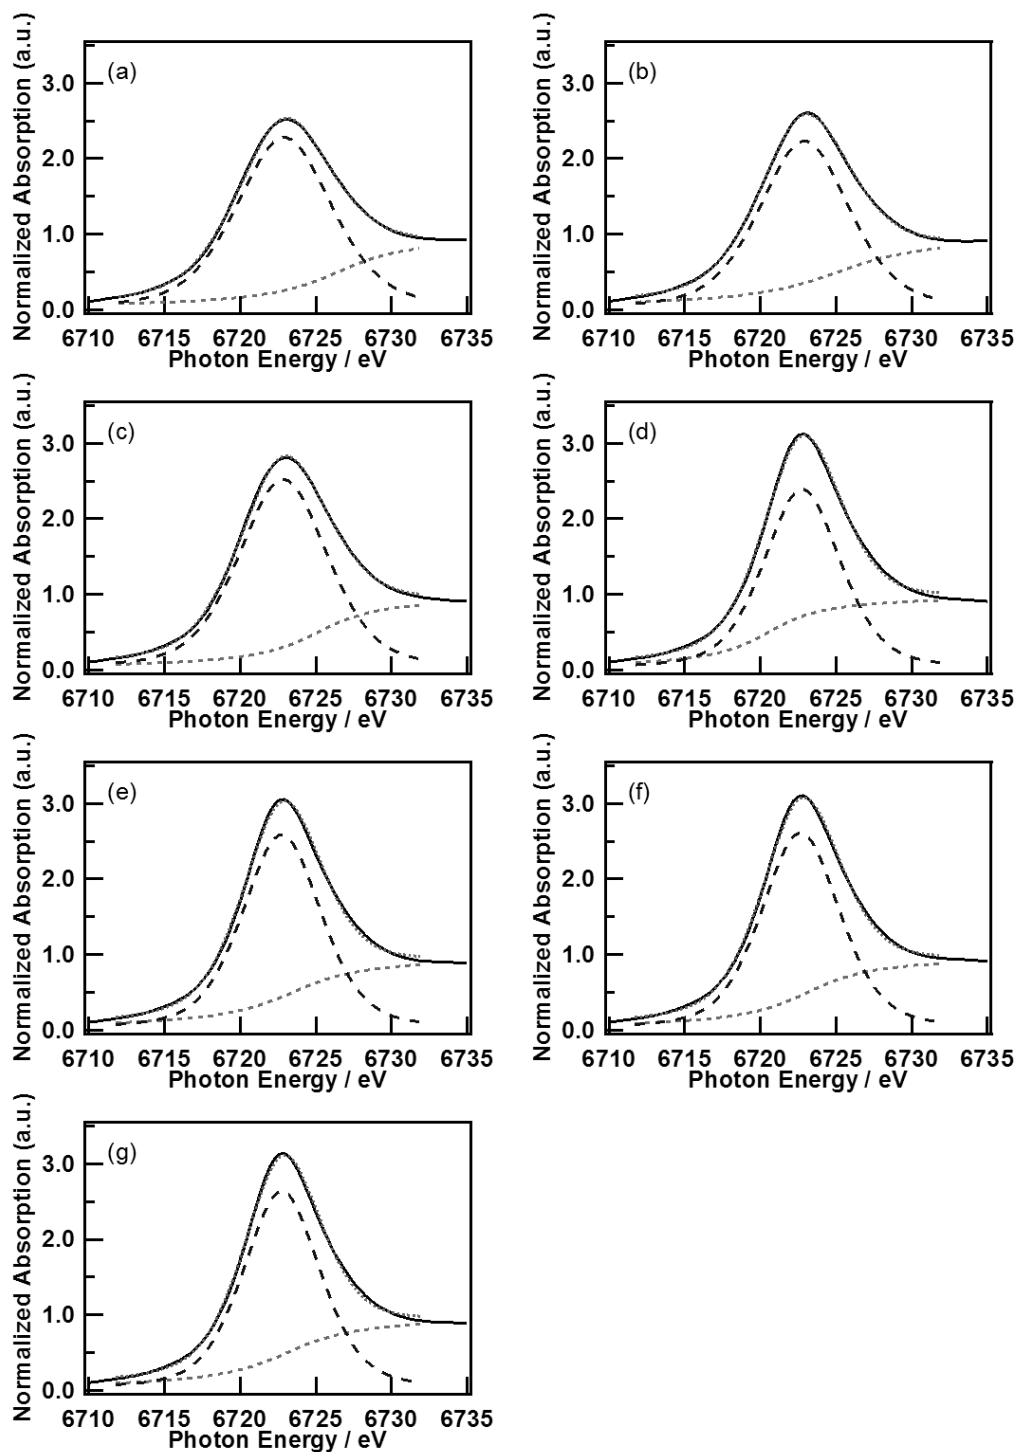 Normalized Absorption (a.u.)
(a)
3.0
2.0
1.0
0.0
6710 6715 6720 6725 6730 6735
Photon Energy / eV
Normalized Absorption (a.u.)
(b)
3.0
2.0
1.0
0.0
6710 6715 6720 6725 6730 6735
Photon Energy / eV
Normalized Absorption (a.u.)
(c)
3.0
2.0
1.0
0.0
6710 6715 6720 6725 6730 6735
Photon Energy / eV
Normalized Absorption (a.u.)
(d)
3.0
2.0
1.0
0.0
6710 6715 6720 6725 6730 6735
Photon Energy / eV
Normalized Absorption (a.u.)
(e)
3.0
2.0
1.0
0.0
6710 6715 6720 6725 6730 6735
Photon Energy / eV
Normalized Absorption (a.u.)
(f)
3.0
2.0
1.0
0.0
6710 6715 6720 6725 6730 6735
Photon Energy / eV
Normalized Absorption (a.u.)
(g)
3.0
2.0
1.0
0.0
6710 6715 6720 6725 6730 6735
Photon Energy / eV